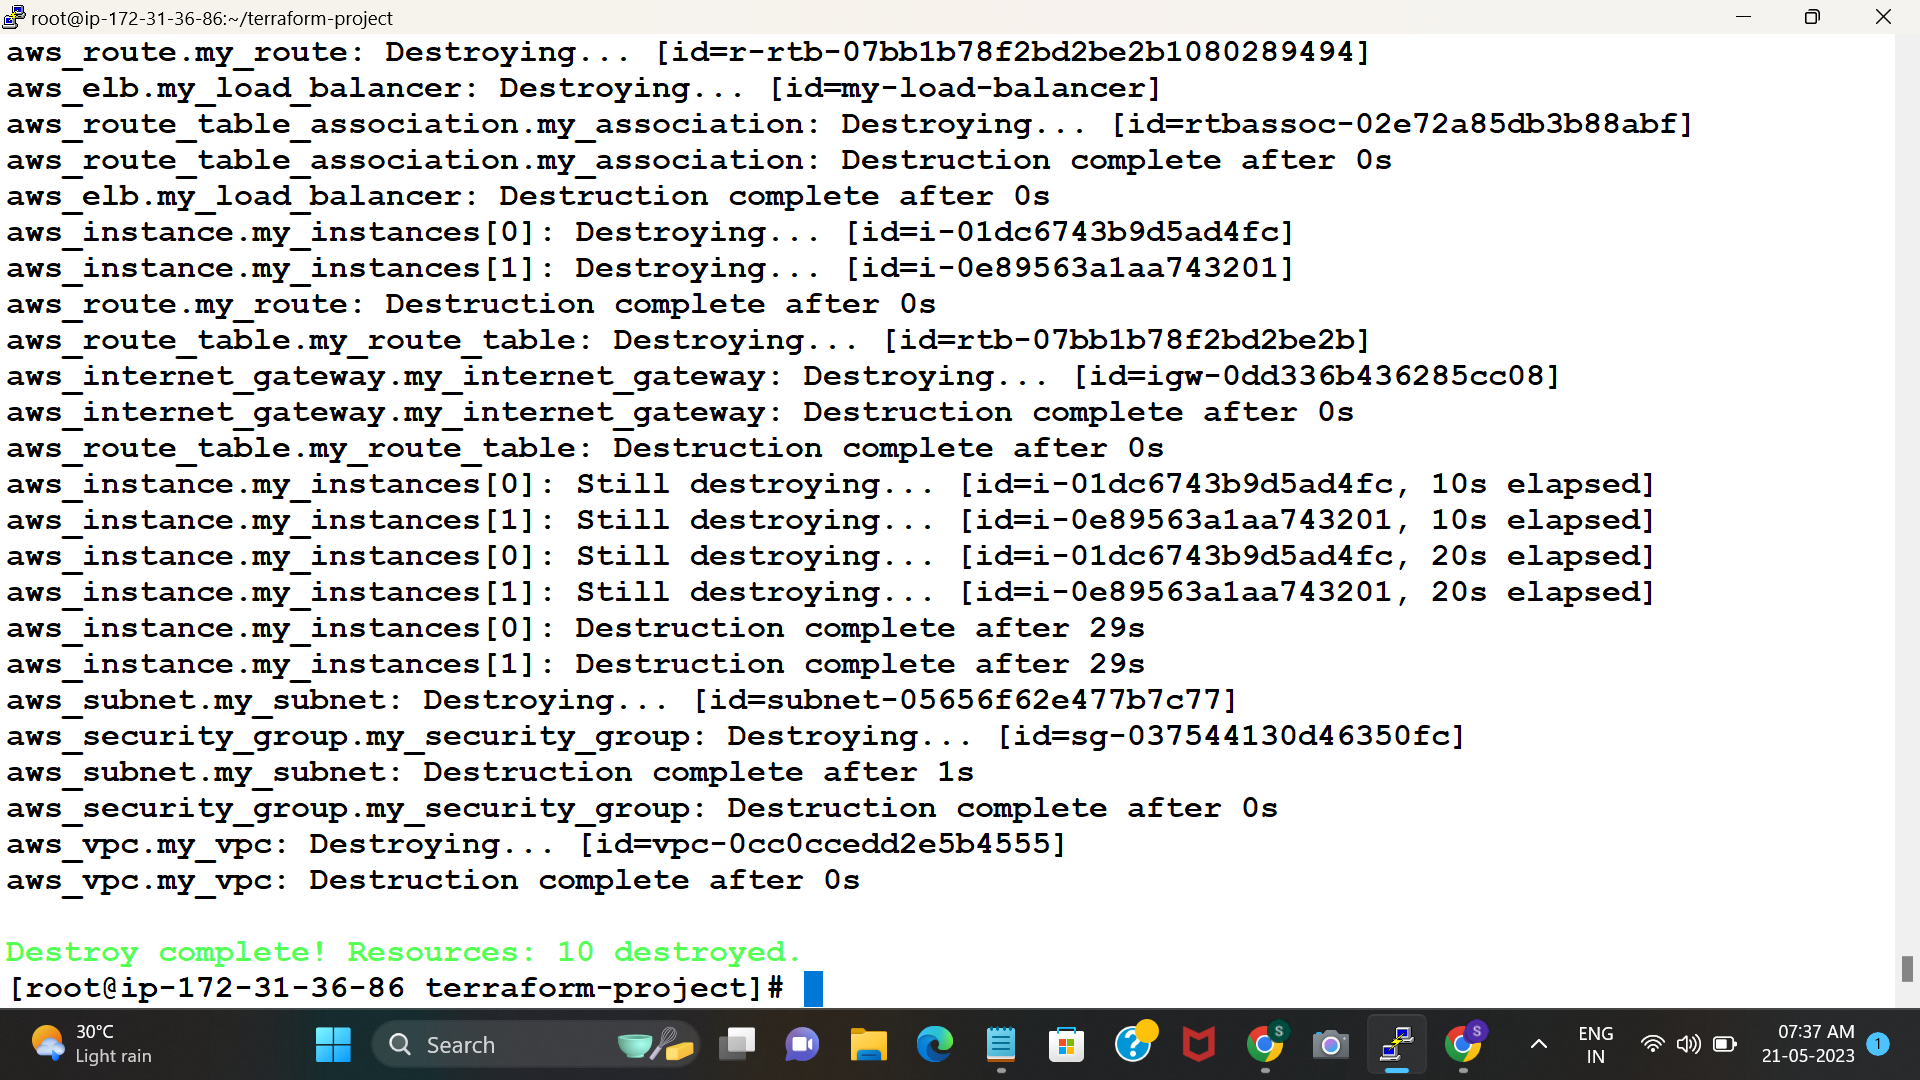 root@ip-172-31-36-86:~/terraform-project
aws_route.my_route: Destroying... [id=r-rtb-07bb1b78f2bd2be2b1080289494]
aws_elb.my_load_balancer: Destroying... [id=my-load-balancer]
aws_route_table_association.my_association: Destroying... [id=rtbassoc-02e72a85db3b88abf]
aws_route_table_association.my_association: Destruction complete after 0s
aws_elb.my_load_balancer: Destruction complete after 0s
aws_instance.my_instances[0]: Destroying... [id=i-01dc6743b9d5ad4fc]
aws_instance.my_instances[1]: Destroying... [id=i-0e89563a1aa743201]
aws_route.my_route: Destruction complete after 0s
aws_route_table.my_route_table: Destroying... [id=rtb-07bb1b78f2bd2be2b]
aws_internet_gateway.my_internet_gateway: Destroying... [id=igw-0dd336b436285cc08]
aws_internet_gateway.my_internet_gateway: Destruction complete after 0s
aws_route_table.my_route_table: Destruction complete after 0s
aws_instance.my_instances[0]: Still destroying... [id=i-01dc6743b9d5ad4fc, 10s elapsed]
aws_instance.my_instances[1]: Still destroying... [id=i-0e89563a1aa743201, 10s elapsed]
aws_instance.my_instances[0]: Still destroying... [id=i-01dc6743b9d5ad4fc, 20s elapsed]
aws_instance.my_instances[1]: Still destroying... [id=i-0e89563a1aa743201, 20s elapsed]
aws_instance.my_instances[0]: Destruction complete after 29s
aws_instance.my_instances[1]: Destruction complete after 29s
aws_subnet.my_subnet: Destroying... [id=subnet-05656f62e477b7c77]
aws_security_group.my_security_group: Destroying... [id=sg-037544130d46350fc]
aws_subnet.my_subnet: Destruction complete after 1s
aws_security_group.my_security_group: Destruction complete after 0s
aws_vpc.my_vpc: Destroying... [id=vpc-0cc0ccedd2e5b4555]
aws_vpc.my_vpc: Destruction complete after 0s
Destroy complete! Resources: 10 destroyed.
[root@ip-172-31-36-86 terraform-project]#
30°C
Light rain
Search
?
S
S
ENG
IN
07:37 AM
21-05-2023
1